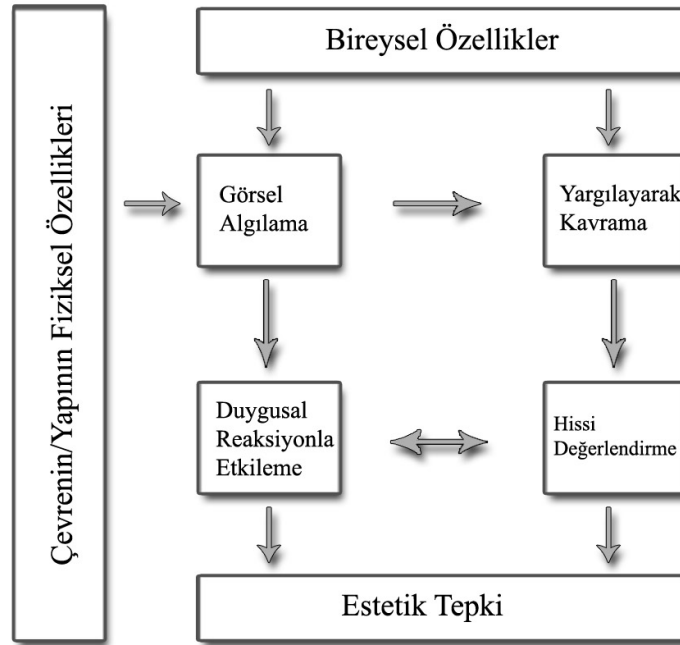 Çevrenin/Yapının Fiziksel Özellikleri
Bireysel Özellikler
Görsel
Algılama
Yargılayarak
Kavrama
Duygusal
Reaksiyonla
Etkileme
Hissi
Değerlendirme
Estetik Tepki